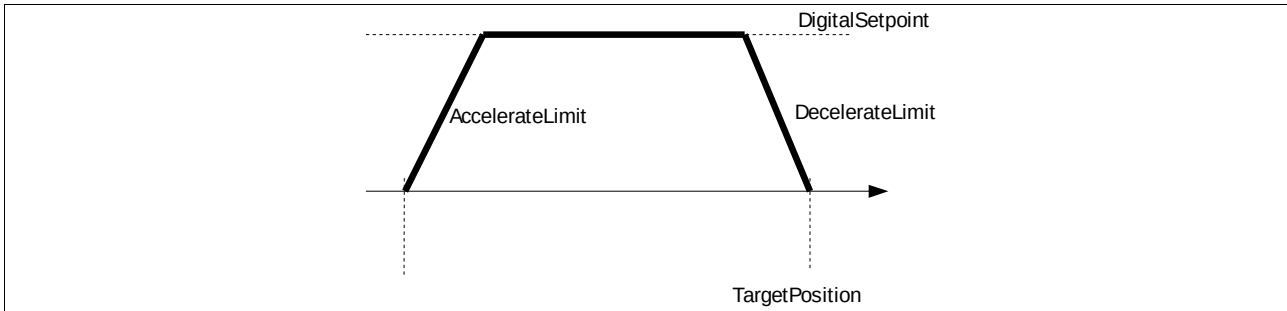 DigitalSetpoint
AccelerateLimit
DecelerateLimit
TargetPosition